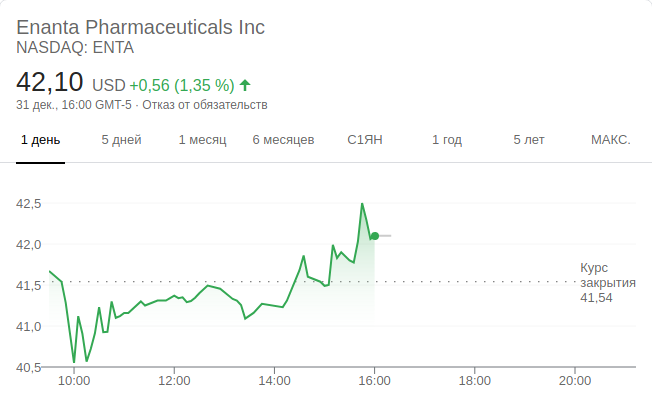 Enanta Pharmaceuticals Inc
NASDAQ: ENTA
42,10 USD +0,56 (1,35 %)
31 дек., 16:00 GMT-5 · Отказ от обязательств
1 день 5 дней 1 месяц 6 месяцев С1ЯН 1 год 5 лет МАКС.
42,5
42,0
41,5
41,0
40,5
Курс
закрытия
41,54
10:00 12:00 14:00 16:00 18:00 20:00